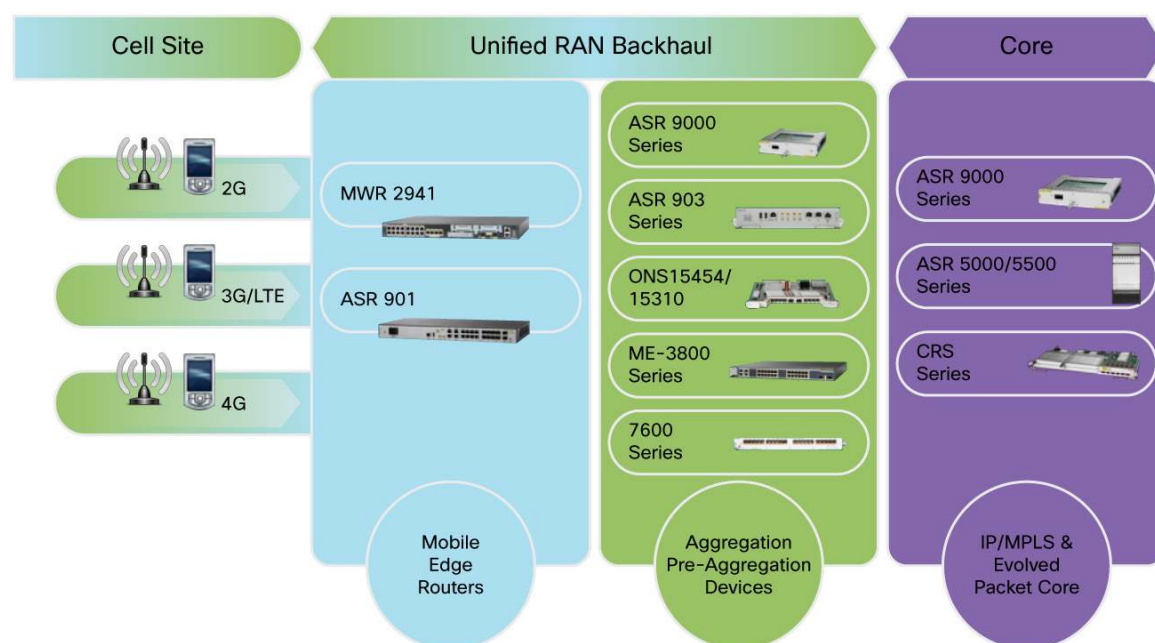 Cell Site
Unified RAN Backhaul
Core
2G
3G/LTE
4G
MWR 2941
ASR 901
Mobile
Edge
Routers
ASR 9000
Series
ASR 903
Series
ONS15454/
15310
ME-3800
Series
7600
Series
Aggregation
Pre-Aggregation
Devices
ASR 9000
Series
ASR 5000/5500
Series
CRS
Series
IP/MPLS &
Evolved
Packet Core